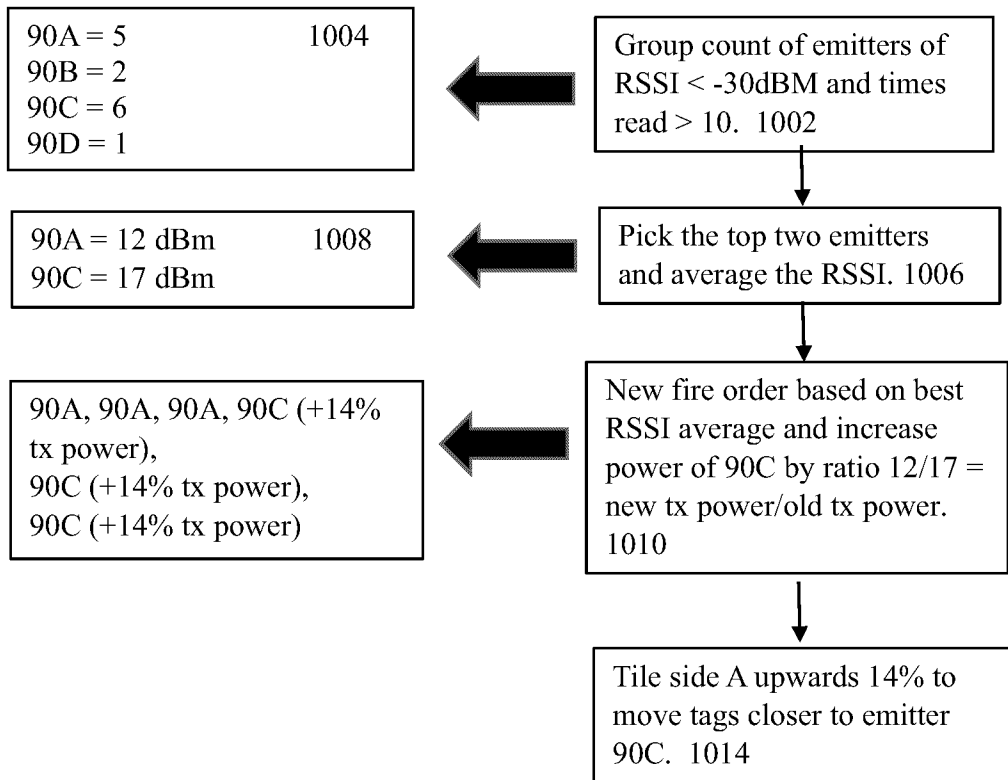 90A = 5 1004
90B = 2
90C = 6
90D = 1
Group count of emitters of
RSSI < -30dBM and times
read > 10. 1002
90A = 12 dBm 1008
90C = 17 dBm
Pick the top two emitters
and average the RSSI. 1006
90A, 90A, 90A, 90C (+14%
tx power),
90C (+14% tx power),
90C (+14% tx power)
New fire order based on best
RSSI average and increase
power of 90C by ratio 12/17 =
new tx power/old tx power.
1010
Tile side A upwards 14% to
move tags closer to emitter
90C. 1014